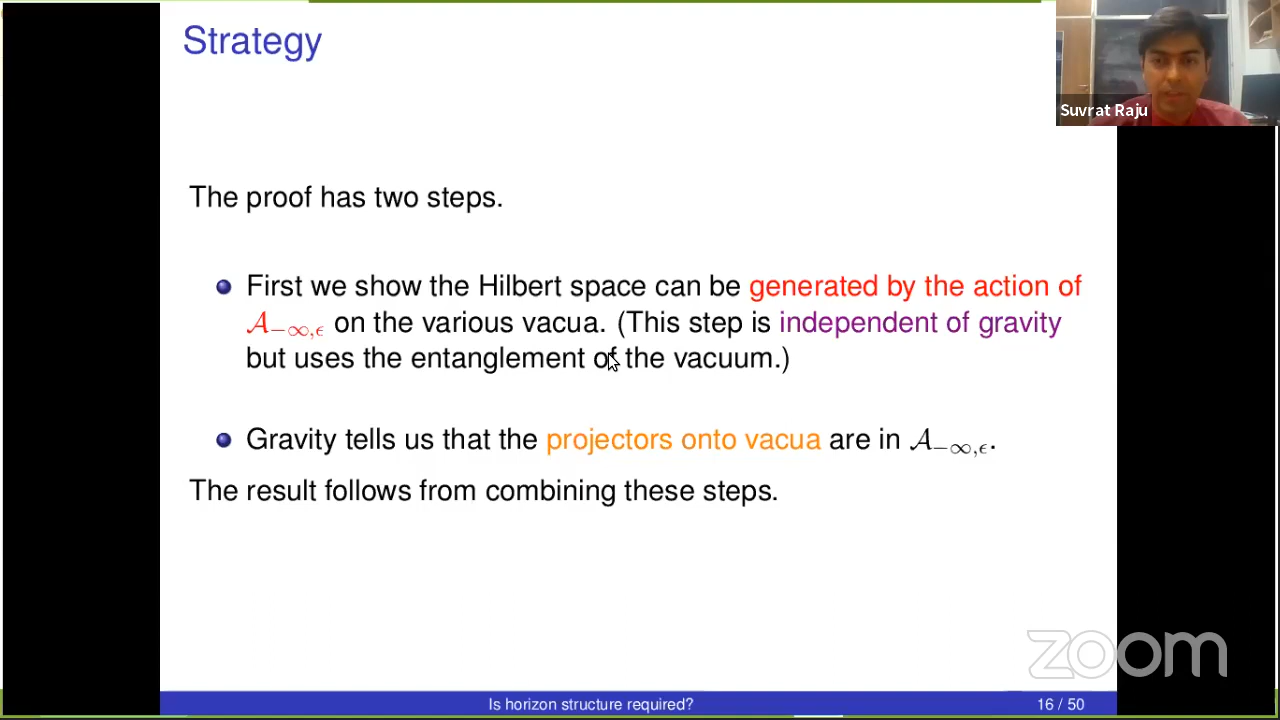 Strategy
Suvrat Raju
The proof has two steps.
First we show the Hilbert space can be generated by the action of
𝒜₋∞,ϵ on the various vacua. (This step is independent of gravity
but uses the entanglement of the vacuum.)
Gravity tells us that the projectors onto vacua are in 𝒜₋∞,ϵ.
The result follows from combining these steps.
zoom
Is horizon structure required?
16 / 50